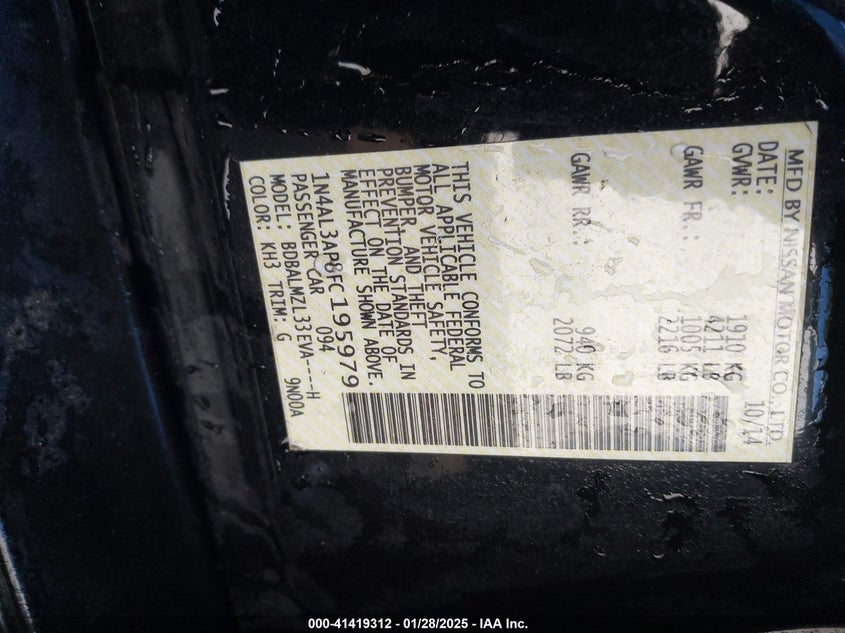 MFD BY NISSAN MOTOR CO., LTD.
DATE: 10/14
GVWR: 1910 KG
4211 LB
GAWR FR.: 1005 KG
2216 LB
GAWR RR.: 940 KG
2072 LB
THIS VEHICLE CONFORMS TO
ALL APPLICABLE FEDERAL
MOTOR VEHICLE SAFETY,
BUMPER, AND THEFT
PREVENTION STANDARDS IN
EFFECT ON THE DATE OF
MANUFACTURE SHOWN ABOVE.
1N4AL3AP8FC195979
PASSENGER CAR 094
MODEL: BDBALMZL33EVA----H
COLOR: KH3 TRIM: G 9N00A
000-41419312 - 01/28/2025 - IAA Inc.